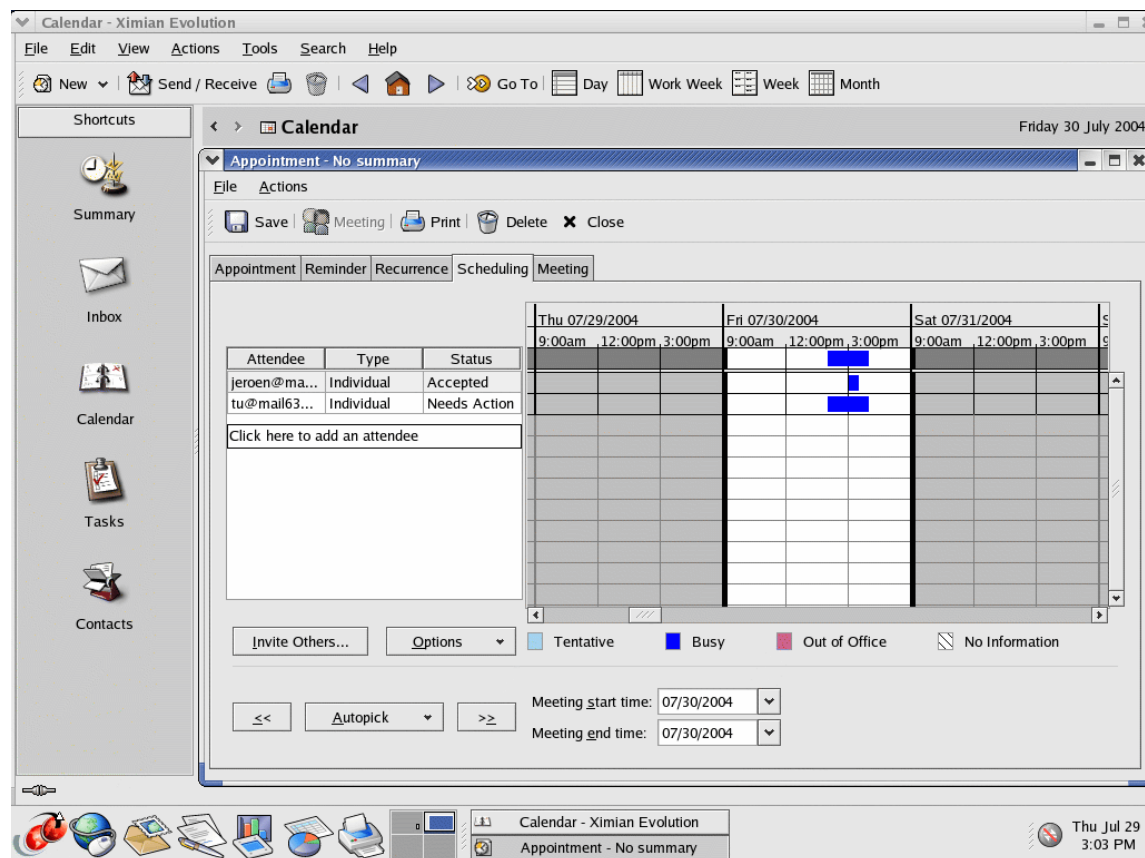 Calendar - Ximian Evolution
File Edit View Actions Tools Search Help
New Send / Receive Go To Day Work Week Week Month
Shortcuts
Calendar Friday 30 July 2004
Appointment - No summary
File Actions
Save Meeting Print Delete Close
Appointment Reminder Recurrence Scheduling Meeting
Thu 07/29/2004 Fri 07/30/2004 Sat 07/31/2004
9:00am 12:00pm 3:00pm 9:00am 12:00pm 3:00pm 9:00am 12:00pm 3:00pm
Attendee Type Status
jeroen@ma... Individual Accepted
tu@mail63... Individual Needs Action
Click here to add an attendee
Summary
Inbox
Calendar
Tasks
Contacts
Invite Others... Options Tentative Busy Out of Office No Information
<< Autopick >>
Meeting start time: 07/30/2004
Meeting end time: 07/30/2004
Calendar - Ximian Evolution
Appointment - No summary
Thu Jul 29
3:03 PM